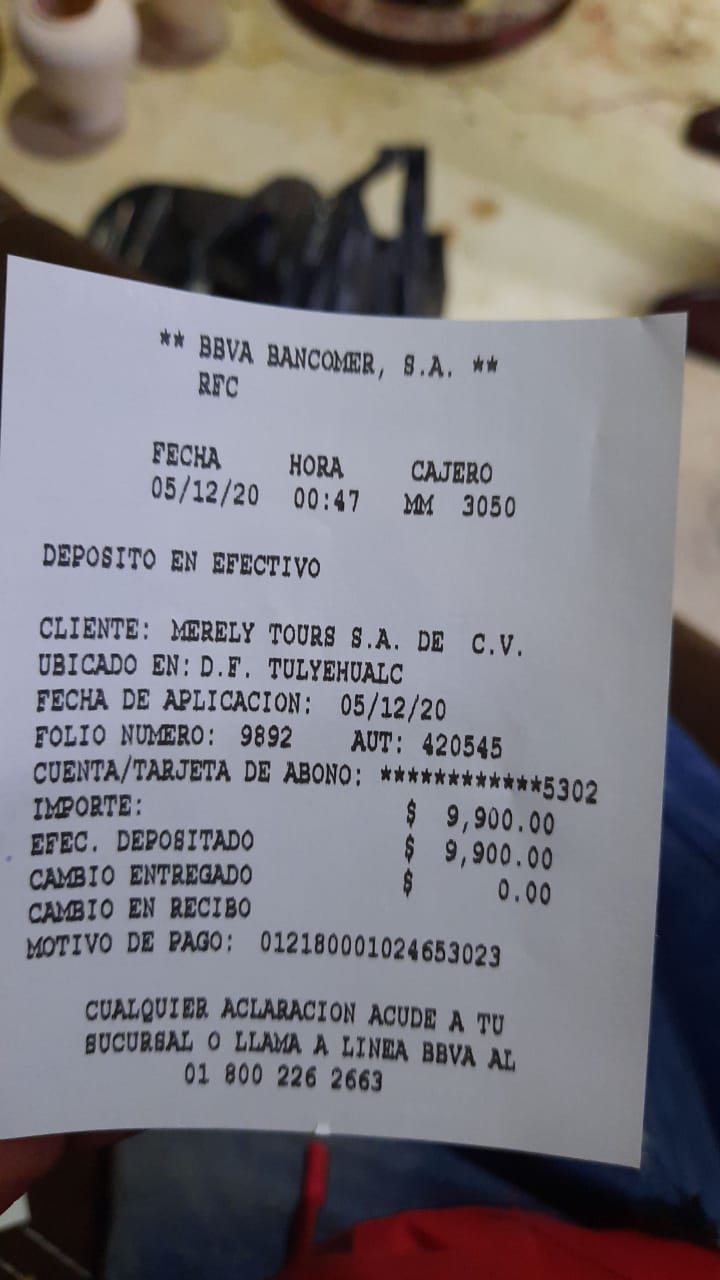 ** BBVA BANCOMER, S.A. **
RFC
FECHA HORA CAJERO
05/12/20 00:47 MM 3050
DEPOSITO EN EFECTIVO
CLIENTE: MERELY TOURS S.A. DE C.V.
UBICADO EN: D.F. TULYEHUALC
FECHA DE APLICACION: 05/12/20
FOLIO NUMERO: 9892 AUT: 420545
CUENTA/TARJETA DE ABONO: ************5302
IMPORTE: $ 9,900.00
EFEC. DEPOSITADO $ 9,900.00
CAMBIO ENTREGADO $ 0.00
CAMBIO EN RECIBO
MOTIVO DE PAGO: 012180001024653023
CUALQUIER ACLARACION ACUDE A TU
SUCURSAL O LLAMA A LINEA BBVA AL
01 800 226 2663